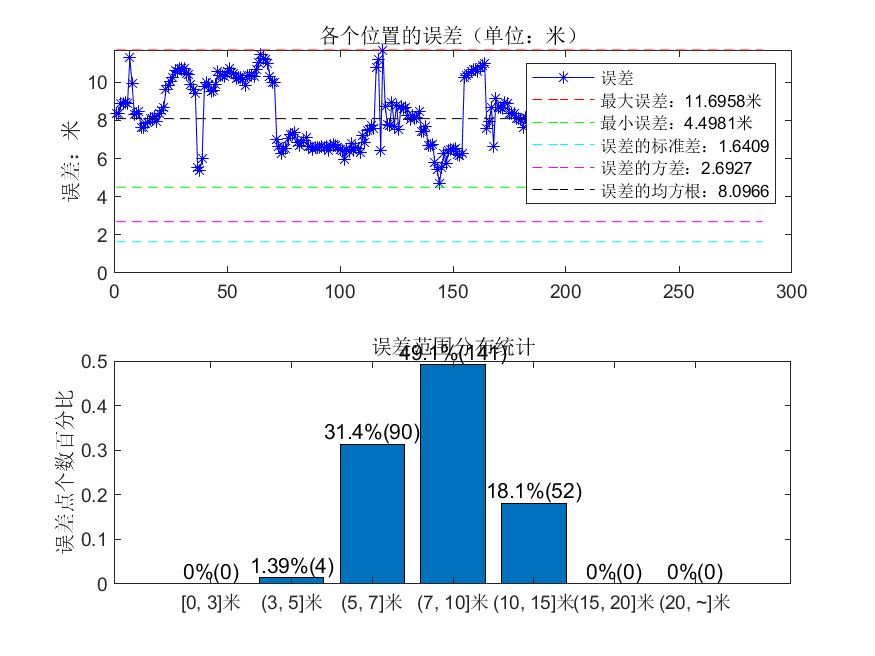 各个位置的误差（单位：米）
误差：米
10
8
6
4
2
0
0 50 100 150 200 250 300
误差
最大误差：11.6958米
最小误差：4.4981米
误差的标准差：1.6409
误差的方差：2.6927
误差的均方根：8.0966
误差范围分布统计
误差点个数百分比
0.5
0.4
0.3
0.2
0.1
0
0%(0) 1.39%(4) 31.4%(90) 49.1%(141) 18.1%(52) 0%(0) 0%(0)
[0, 3]米 (3, 5]米 (5, 7]米 (7, 10]米 (10, 15]米 (15, 20]米 (20, ~]米